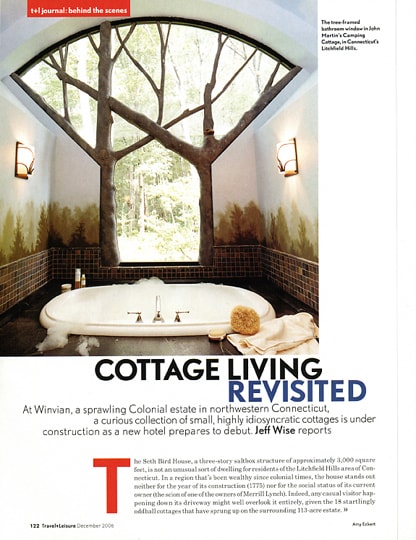 t+l journal: behind the scenes
The tree-framed
bathroom window in John
Martin's Camping
Cottage, in Connecticut's
Litchfield Hills.
COTTAGE LIVING
REVISITED
At Winvian, a sprawling Colonial estate in northwestern Connecticut,
a curious collection of small, highly idiosyncratic cottages is under
construction as a new hotel prepares to debut. Jeff Wise reports
The Seth Bird House, a three-story saltbox structure of approximately 3,000 square
feet, is not an unusual sort of dwelling for residents of the Litchfield Hills area of Con-
necticut. In a region that's been wealthy since colonial times, the house stands out
neither for the year of its construction (1775) nor for the social status of its current
owner (the scion of one of the owners of Merrill Lynch). Indeed, any casual visitor hap-
pening down its driveway might well overlook it entirely, given the 18 startlingly
oddball cottages that have sprung up on the surrounding 113-acre estate. »
122 Travel+Leisure December 2006
Amy Eckert